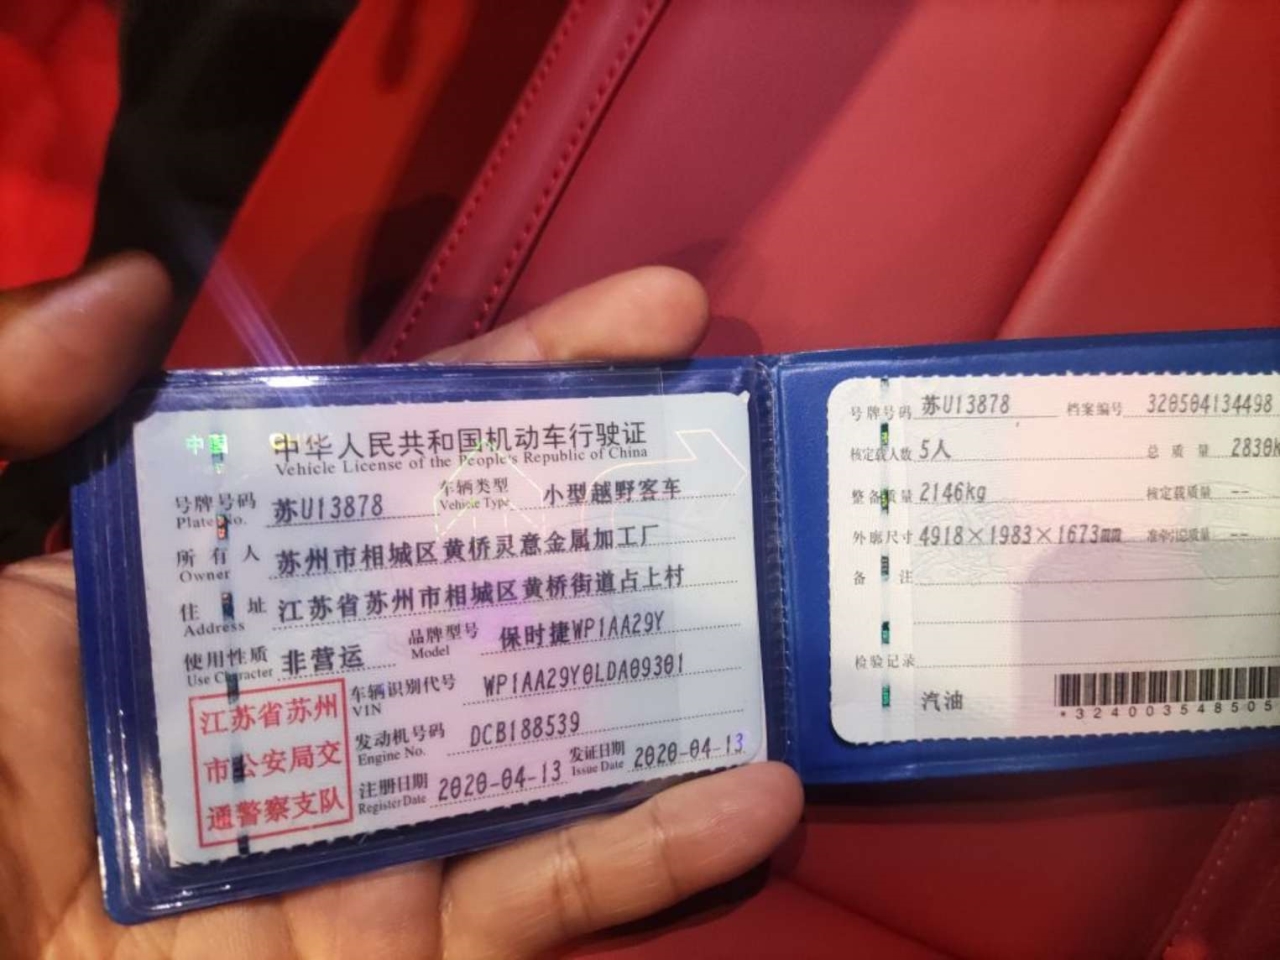 中国
中华人民共和国机动车行驶证
Vehicle License of the People's Republic of China
号牌号码 苏U13878 车辆类型 小型越野客车
Plate No. Vehicle Type
所有人 苏州市相城区黄桥灵意金属加工厂
Owner
住址 江苏省苏州市相城区黄桥街道占上村
Address
使用性质 非营运 品牌型号 保时捷WP1AA29Y
Use Character Model
车辆识别代号 WP1AA29Y0LDA09301
VIN
发动机号码 DCB188539
Engine No.
注册日期 2020-04-13 发证日期 2020-04-13
Register Date Issue Date
江苏省苏州
市公安局交
通警察支队
号牌号码 苏U13878 档案编号 320504134498
核定载人数 5人 总质量 2830k
整备质量 2146kg 核定载质量 --
外廓尺寸 4918×1983×1673mm 准牵引总质量 --
备注
检验记录
汽油
*324003548505